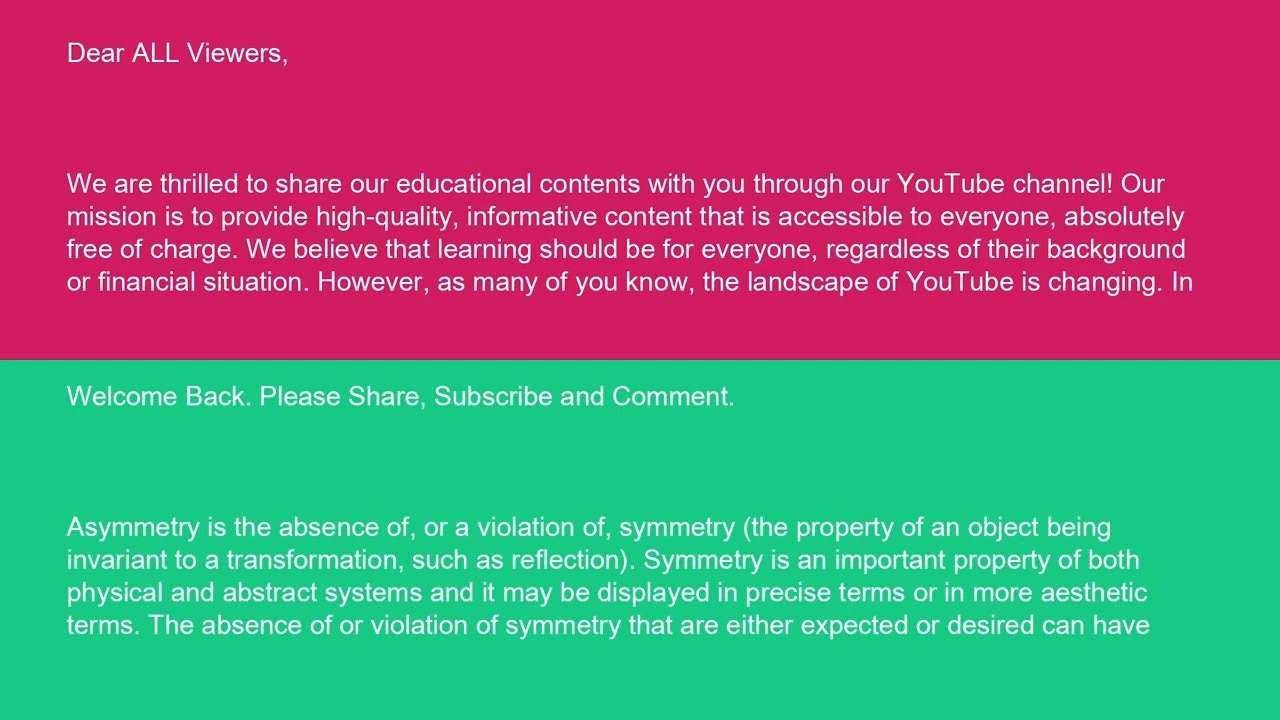 Dear ALL Viewers,
We are thrilled to share our educational contents with you through our YouTube channel! Our
mission is to provide high-quality, informative content that is accessible to everyone, absolutely
free of charge. We believe that learning should be for everyone, regardless of their background
or financial situation. However, as many of you know, the landscape of YouTube is changing. In
Welcome Back. Please Share, Subscribe and Comment.
Asymmetry is the absence of, or a violation of, symmetry (the property of an object being
invariant to a transformation, such as reflection). Symmetry is an important property of both
physical and abstract systems and it may be displayed in precise terms or in more aesthetic
terms. The absence of or violation of symmetry that are either expected or desired can have